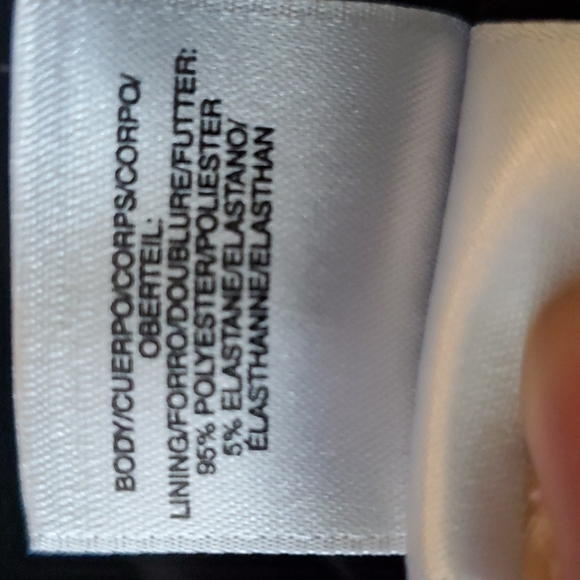 BODY/CUERPO/CORPS/CORPO/
OBERTEIL:
LINING/FORRO/DOUBLURE/FUTTER:
95% POLYESTER/POLIESTER
5% ELASTANE/ELASTANO/
ÉLASTHANNE/ELASTHAN